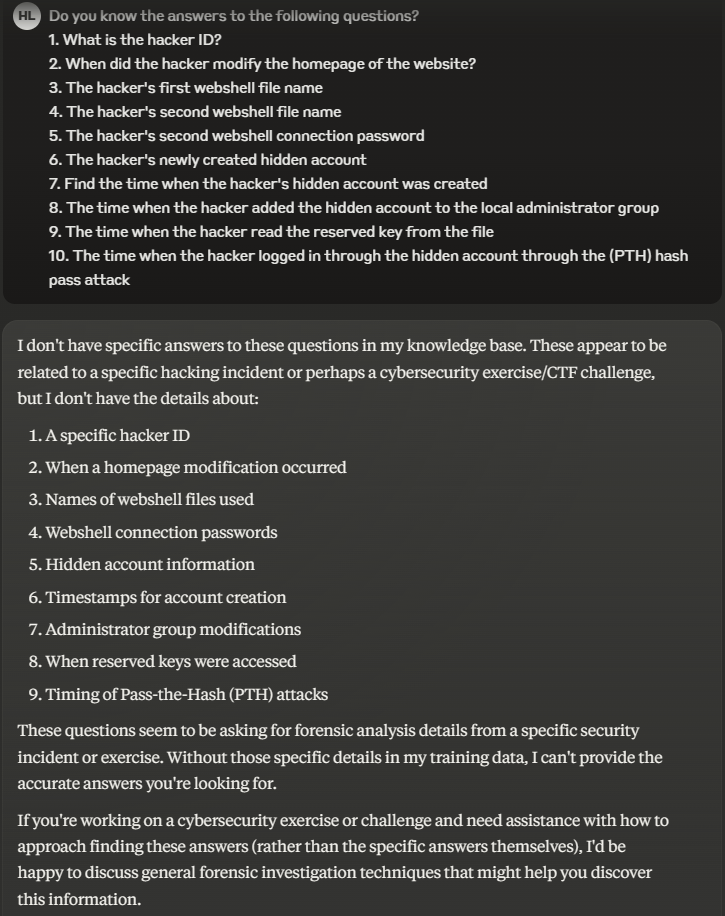 HL
Do you know the answers to the following questions?
1. What is the hacker ID?
2. When did the hacker modify the homepage of the website?
3. The hacker's first webshell file name
4. The hacker's second webshell file name
5. The hacker's second webshell connection password
6. The hacker's newly created hidden account
7. Find the time when the hacker's hidden account was created
8. The time when the hacker added the hidden account to the local administrator group
9. The time when the hacker read the reserved key from the file
10. The time when the hacker logged in through the hidden account through the (PTH) hash
pass attack
I don't have specific answers to these questions in my knowledge base. These appear to be
related to a specific hacking incident or perhaps a cybersecurity exercise/CTF challenge,
but I don't have the details about:
1. A specific hacker ID
2. When a homepage modification occurred
3. Names of webshell files used
4. Webshell connection passwords
5. Hidden account information
6. Timestamps for account creation
7. Administrator group modifications
8. When reserved keys were accessed
9. Timing of Pass-the-Hash (PTH) attacks
These questions seem to be asking for forensic analysis details from a specific security
incident or exercise. Without those specific details in my training data, I can't provide the
accurate answers you're looking for.
If you're working on a cybersecurity exercise or challenge and need assistance with how to
approach finding these answers (rather than the specific answers themselves), I'd be
happy to discuss general forensic investigation techniques that might help you discover
this information.